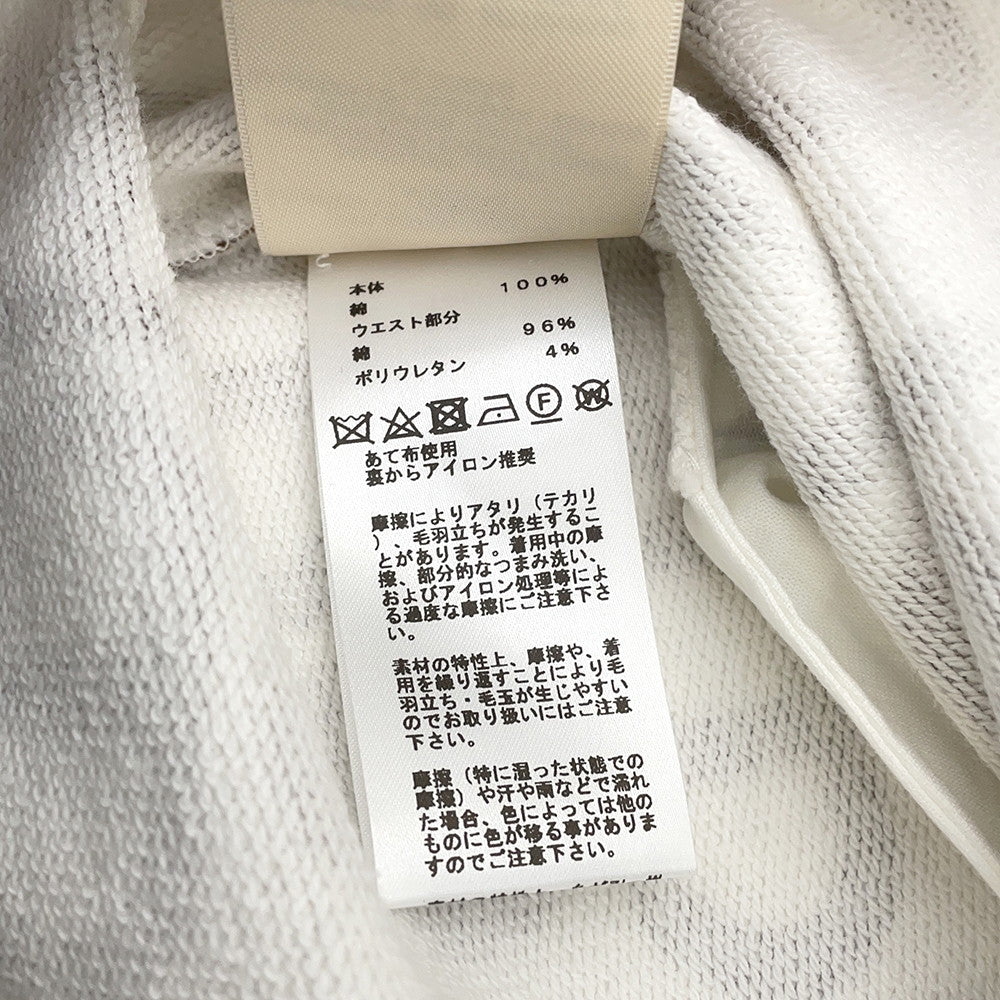 本体
綿 100%
ウエスト部分
綿 96%
ポリウレタン 4%
F
W
あて布使用
裏からアイロン推奨
摩擦によりアタリ（テカリ
）、毛羽立ちが発生するこ
とがあります。着用中の摩
擦、部分的なつまみ洗い、
およびアイロン処理等によ
る過度な摩擦にご注意下さ
い。
素材の特性上、摩擦や、着
用を繰り返すことにより毛
羽立ち・毛玉が生じやすい
のでお取り扱いにはご注意
下さい。
摩擦（特に湿った状態での
摩擦）や汗や雨などで濡れ
た場合、色によっては他の
ものに色が移る事がありま
すのでご注意下さい。